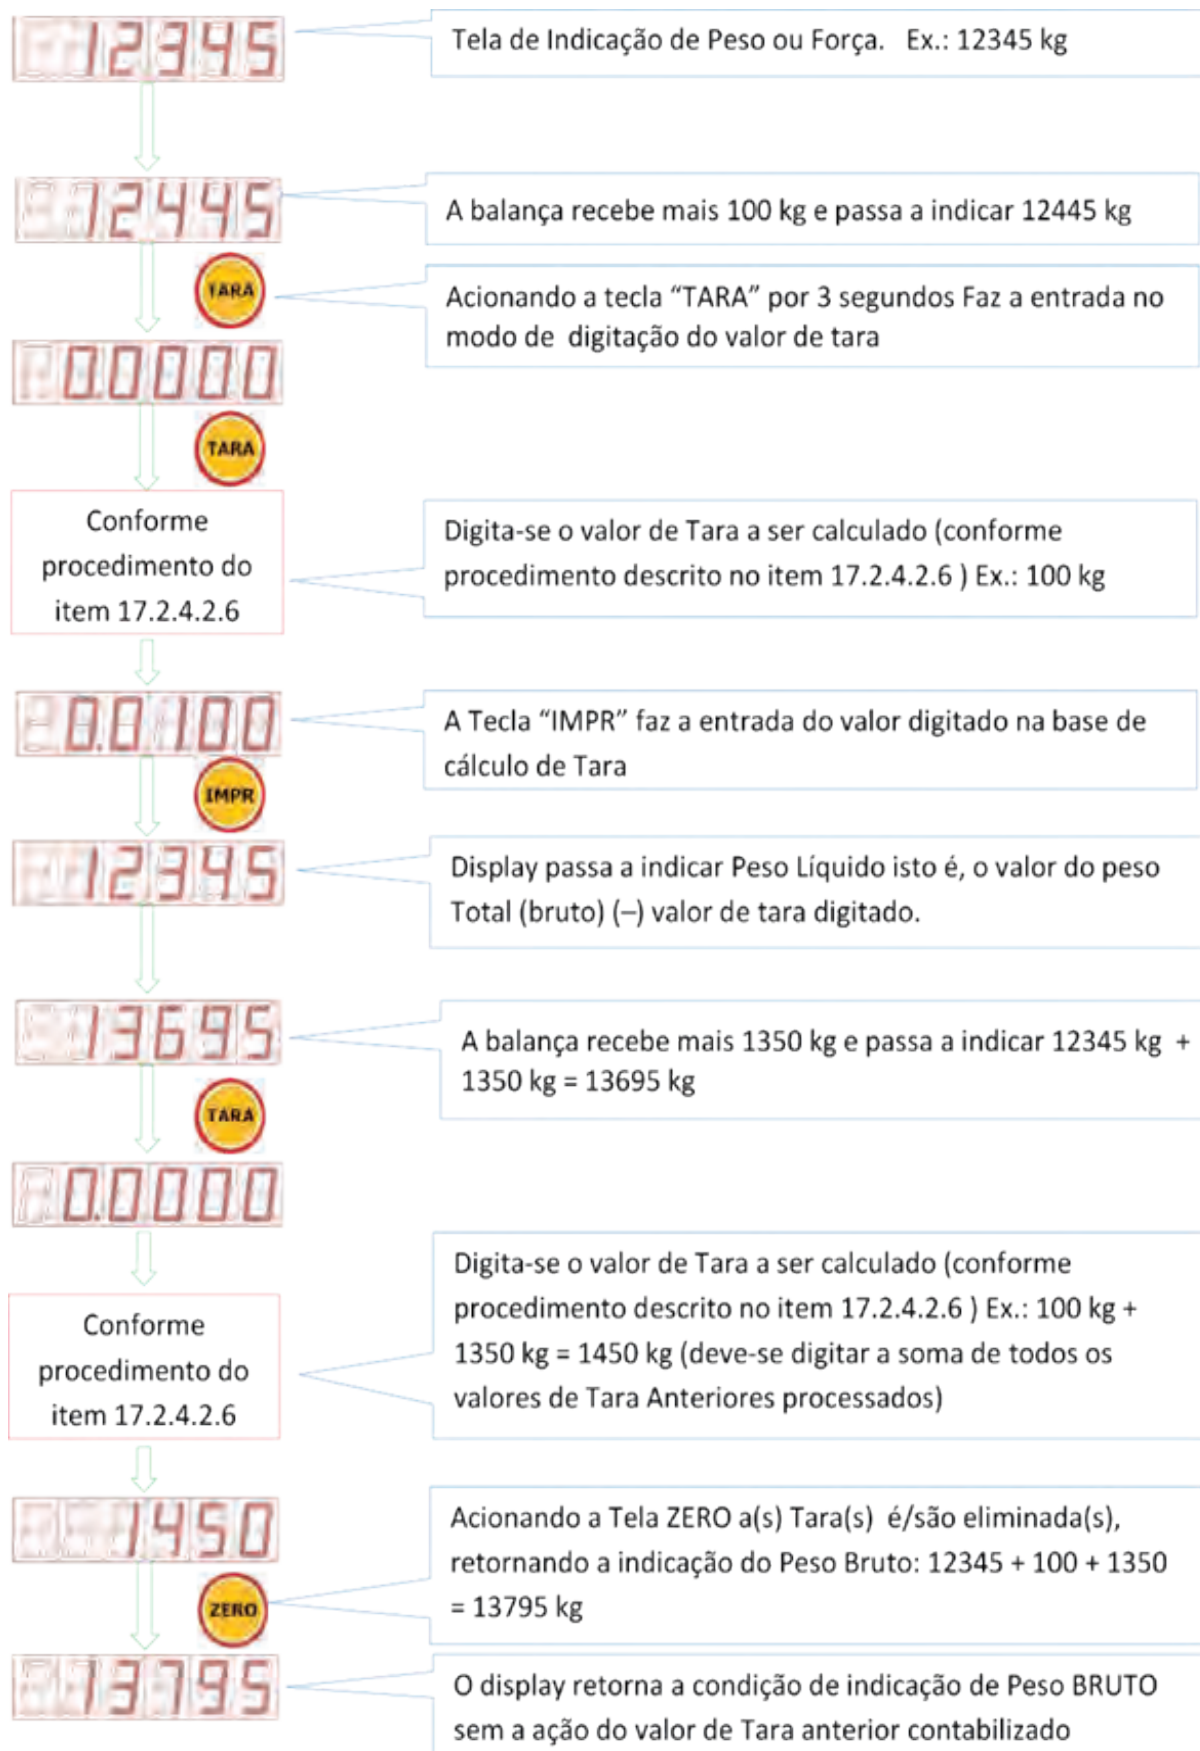 12345
Tela de Indicação de Peso ou Força. Ex.: 12345 kg
12445
A balança recebe mais 100 kg e passa a indicar 12445 kg
TARA
Acionando a tecla “TARA” por 3 segundos Faz a entrada no
modo de digitação do valor de tara
0.0000
TARA
Conforme
procedimento do
item 17.2.4.2.6
Digita-se o valor de Tara a ser calculado (conforme
procedimento descrito no item 17.2.4.2.6 ) Ex.: 100 kg
0.0100
A Tecla “IMPR” faz a entrada do valor digitado na base de
cálculo de Tara
IMPR
12345
Display passa a indicar Peso Líquido isto é, o valor do peso
Total (bruto) (–) valor de tara digitado.
13695
A balança recebe mais 1350 kg e passa a indicar 12345 kg +
1350 kg = 13695 kg
TARA
0.0000
Conforme
procedimento do
item 17.2.4.2.6
Digita-se o valor de Tara a ser calculado (conforme
procedimento descrito no item 17.2.4.2.6 ) Ex.: 100 kg +
1350 kg = 1450 kg (deve-se digitar a soma de todos os
valores de Tara Anteriores processados)
1450
Acionando a Tela ZERO a(s) Tara(s) é/são eliminada(s),
retornando a indicação do Peso Bruto: 12345 + 100 + 1350
= 13795 kg
ZERO
13795
O display retorna a condição de indicação de Peso BRUTO
sem a ação do valor de Tara anterior contabilizado